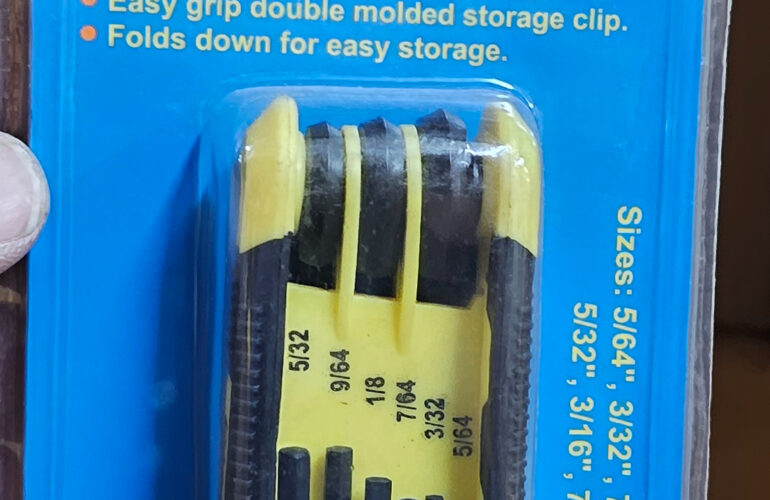 Easy grip double molded storage clip.
Folds down for easy storage.
5/32
9/64
1/8
7/64
3/32
5/64
Sizes: 5/64", 3/32",
5/32", 3/16",